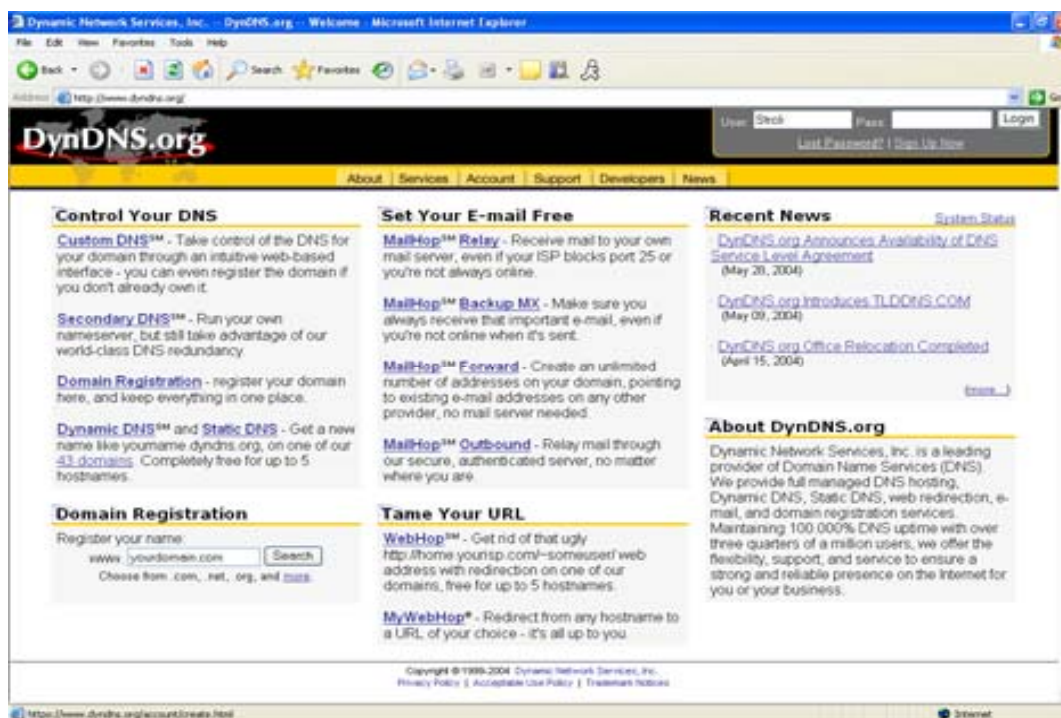 Dynamic Network Services, Inc. -- DynDNS.org -- Welcome - Microsoft Internet Explorer
File Edit View Favorites Tools Help
Back Search Favorites
Address http://www.dyndns.org/ Go
DynDNS.org
User: Pass: Login
Lost Password? | Sign Up Now
About Services Account Support Developers News
Control Your DNS
Custom DNS℠ - Take control of the DNS for
your domain through an intuitive web-based
interface - you can even register the domain if
you don't already own it.
Secondary DNS℠ - Run your own
nameserver, but still take advantage of our
world-class DNS redundancy.
Domain Registration - register your domain
here, and keep everything in one place.
Dynamic DNS℠ and Static DNS - Get a new
name like yourname.dyndns.org, on one of our
43 domains. Completely free for up to 5
hostnames.
Domain Registration
Register your name:
www. yourdomain.com Search
Choose from .com, .net, .org, and more.
Set Your E-mail Free
MailHop℠ Relay - Receive mail to your own
mail server, even if your ISP blocks port 25 or
you're not always online.
MailHop℠ Backup MX - Make sure you
always receive that important e-mail, even if
you're not online when it's sent.
MailHop℠ Forward - Create an unlimited
number of addresses on your domain, pointing
to existing e-mail addresses on any other
provider, no mail server needed.
MailHop℠ Outbound - Relay mail through
our secure, authenticated server, no matter
where you are.
Tame Your URL
WebHop℠ - Get rid of that ugly
http://home.yourisp.com/~someuser/ web
address with redirection on one of our
domains, free for up to 5 hostnames.
MyWebHop® - Redirect from any hostname to
a URL of your choice - it's all up to you.
Recent News System Status
DynDNS.org Announces Availability of DNS
Service Level Agreement
(May 28, 2004)
DynDNS.org Introduces TLDDNS.COM
(May 09, 2004)
DynDNS.org Office Relocation Completed
(April 15, 2004)
(more...)
About DynDNS.org
Dynamic Network Services, Inc. is a leading
provider of Domain Name Services (DNS).
We provide full managed DNS hosting,
Dynamic DNS, Static DNS, web redirection, e-
mail, and domain registration services.
Maintaining 100.000% DNS uptime with over
three quarters of a million users, we offer the
flexibility, support, and service to ensure a
strong and reliable presence on the Internet for
you or your business.
Copyright © 1999-2004 Dynamic Network Services, Inc.
Privacy Policy | Acceptable Use Policy | Trademark Notices
https://www.dyndns.org/account/create.html Internet